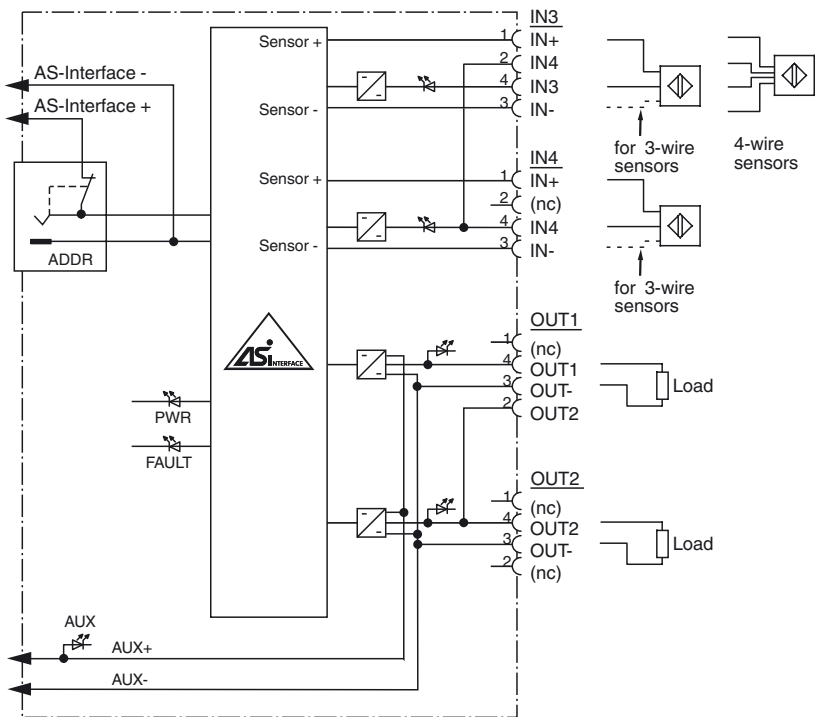 IN3
Sensor +
1
IN+
2
IN4
AS-Interface -
4
IN3
AS-Interface +
Sensor -
3
IN-
for 3-wire
sensors
4-wire
sensors
IN4
Sensor +
1
IN+
2
(nc)
4
IN4
Sensor -
3
IN-
ADDR
for 3-wire
sensors
OUT1
1
(nc)
ASi INTERFACE
4
OUT1
3
OUT-
Load
2
OUT2
PWR
FAULT
OUT2
1
(nc)
4
OUT2
3
OUT-
Load
2
(nc)
AUX
AUX+
AUX-